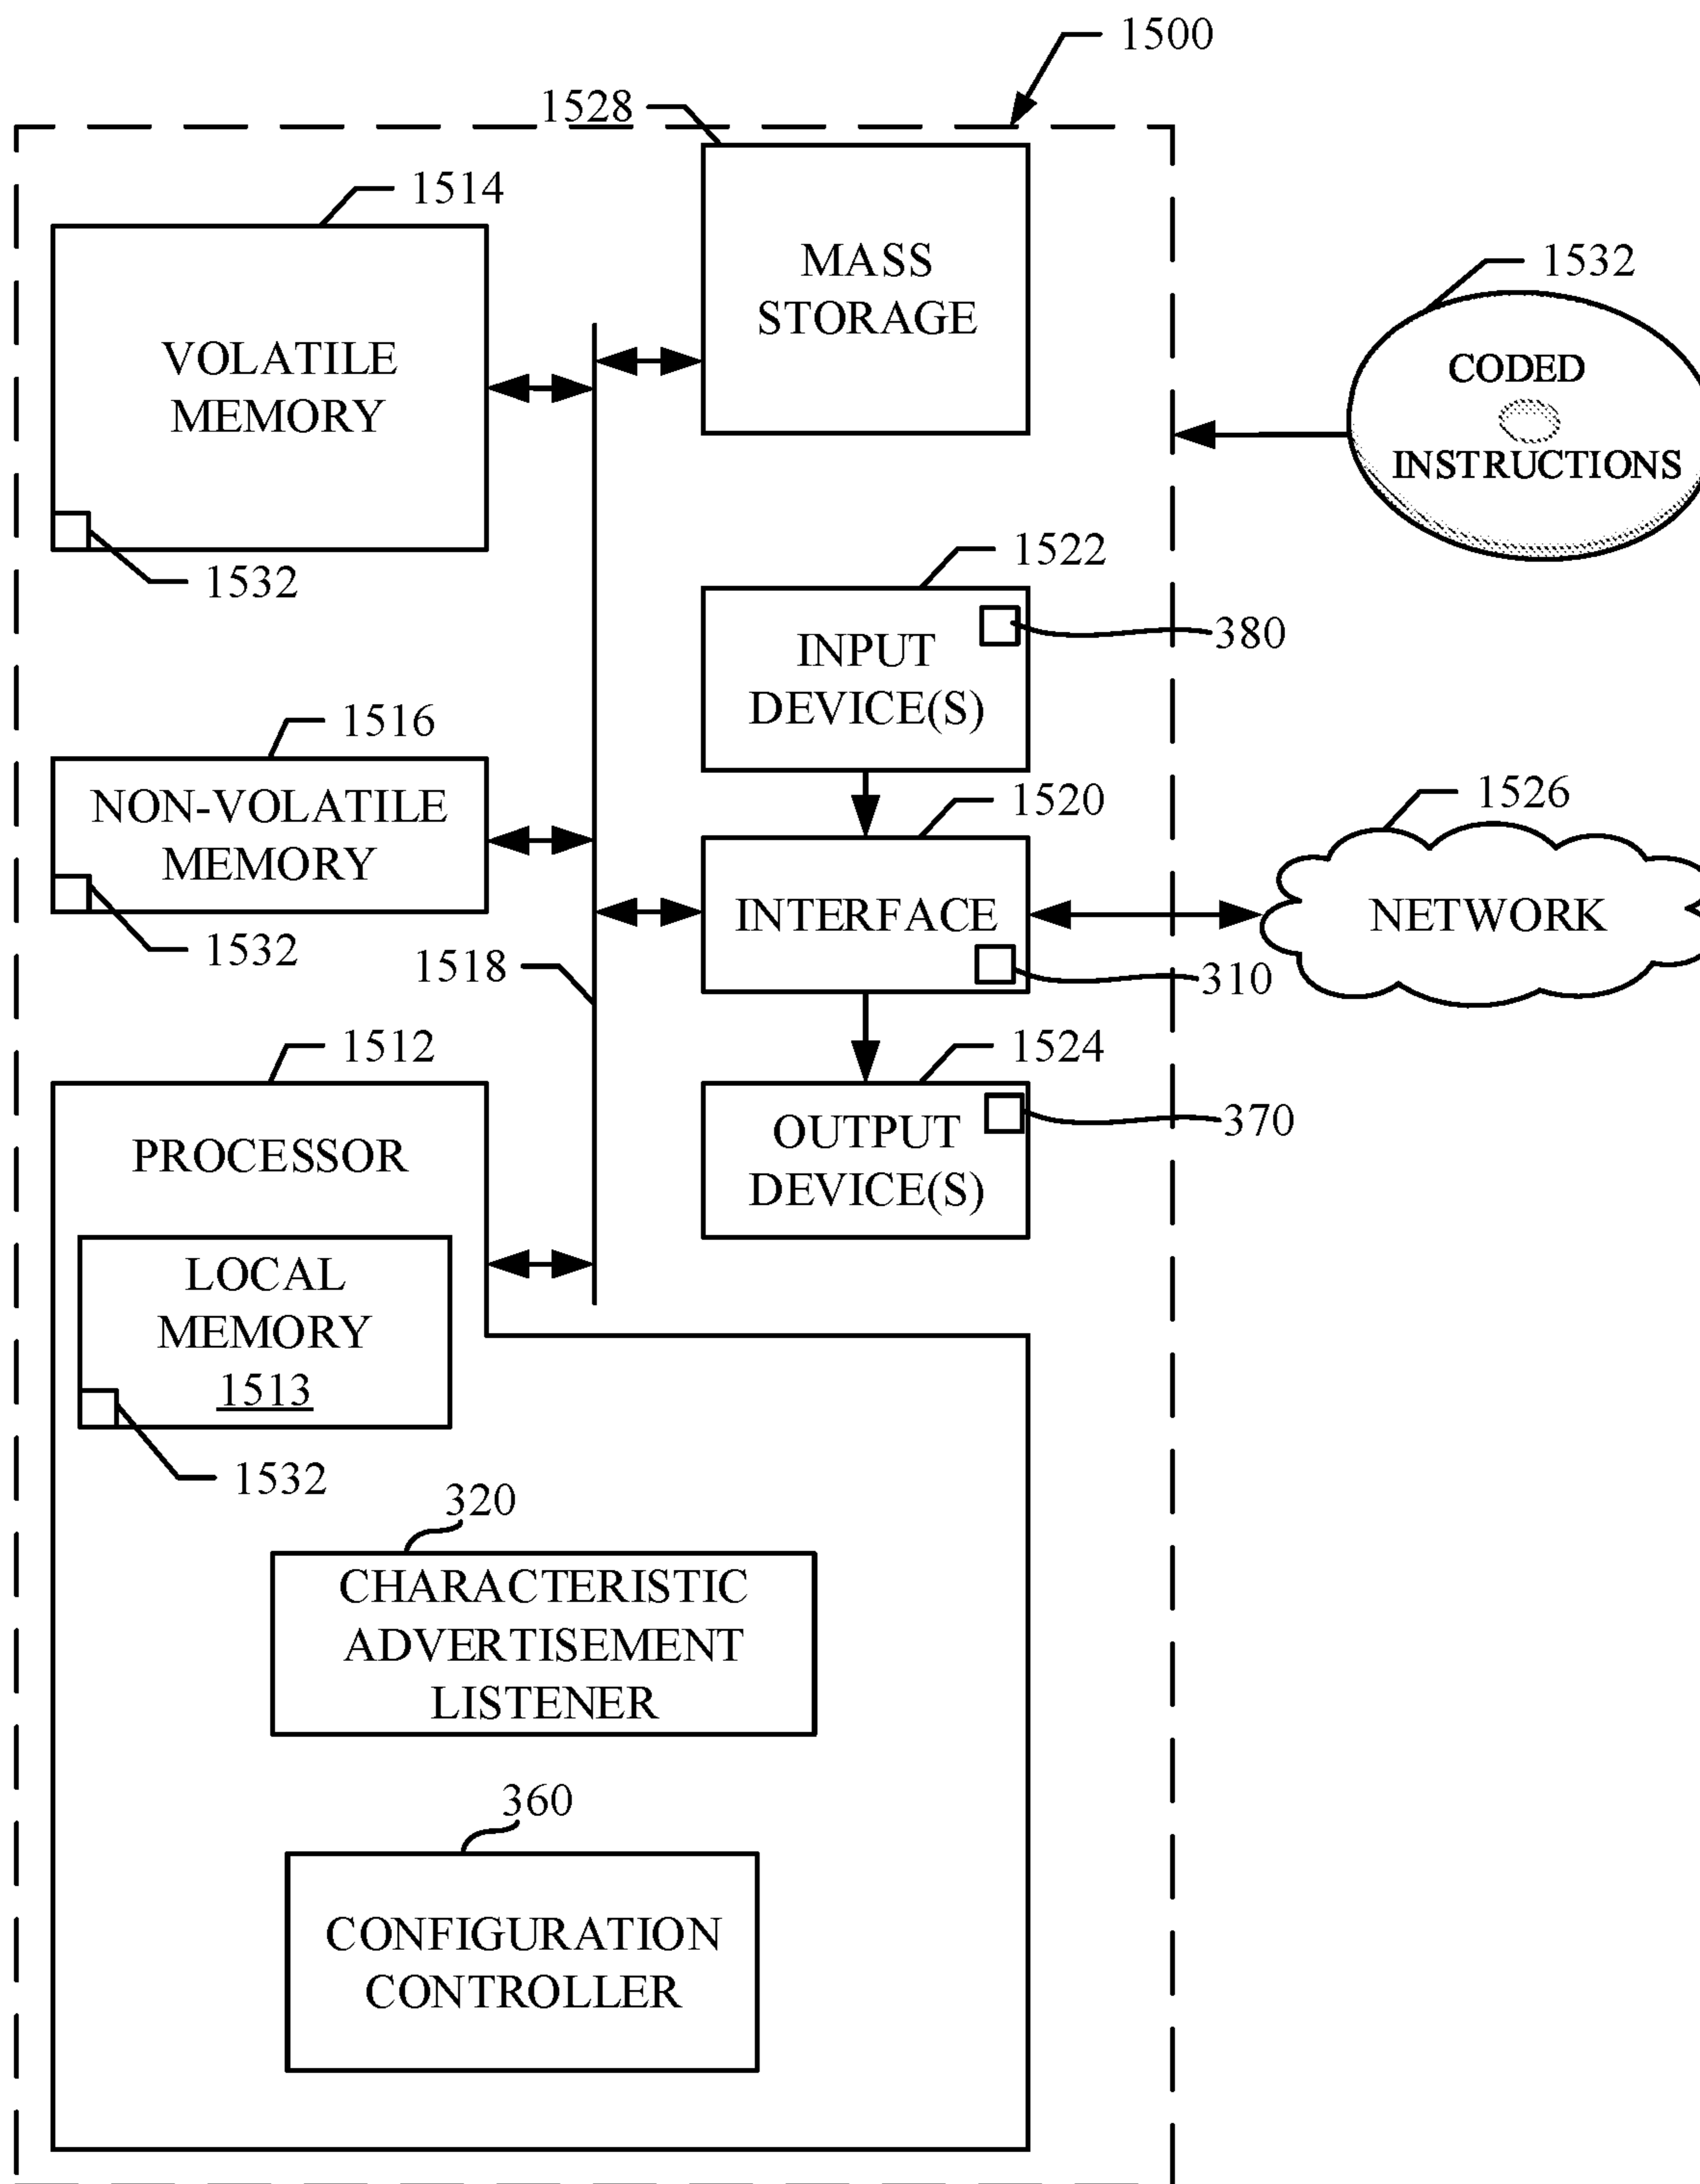 1500
1528
1514
MASS
STORAGE
1532
VOLATILE
MEMORY
CODED
INSTRUCTIONS
1532
1522
380
INPUT
DEVICE(S)
1516
1520
1526
NON-VOLATILE
MEMORY
INTERFACE
NETWORK
1532
1518
310
1512
1524
PROCESSOR
OUTPUT
DEVICE(S)
370
LOCAL
MEMORY
1513
1532
320
CHARACTERISTIC
ADVERTISEMENT
LISTENER
360
CONFIGURATION
CONTROLLER